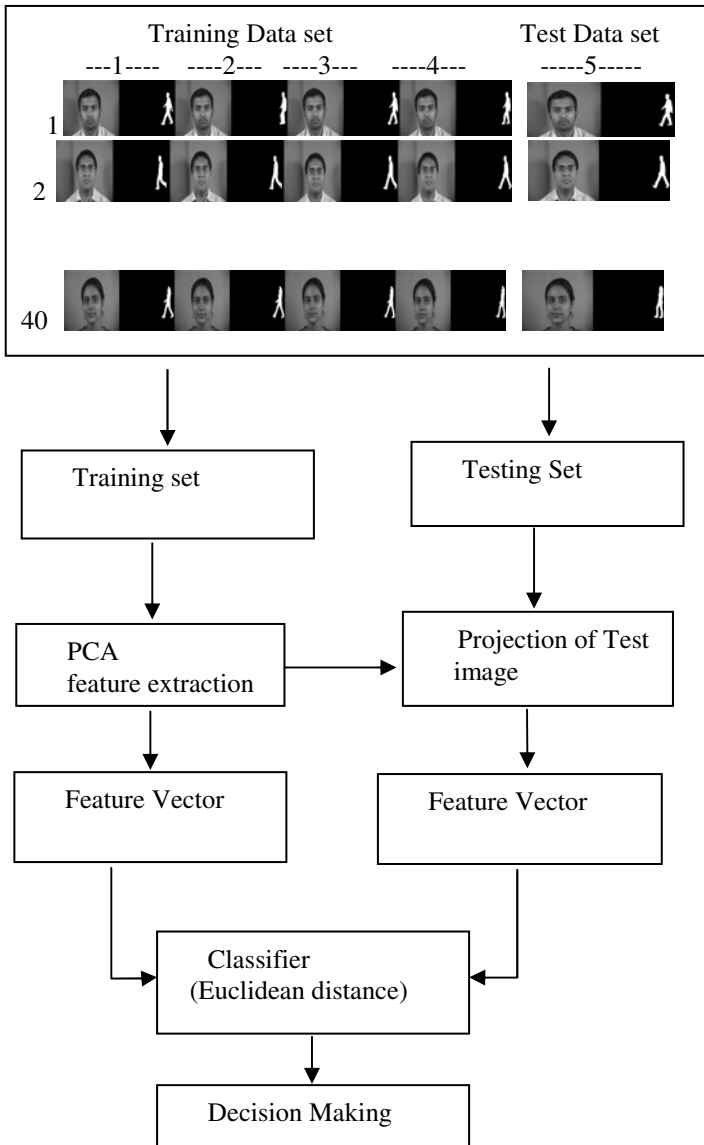 Training Data set Test Data set
---1---- ----2--- ----3--- ----4---- -----5-----
1
2
40
Training set Testing Set
PCA
feature extraction
Projection of Test
image
Feature Vector Feature Vector
Classifier
(Euclidean distance)
Decision Making